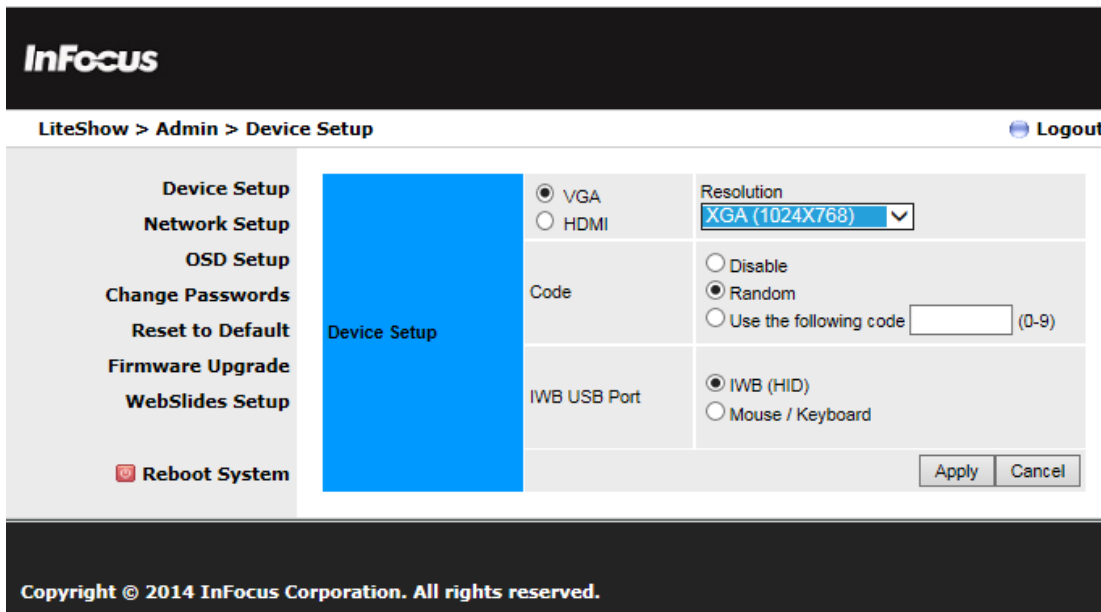 InFocus
LiteShow > Admin > Device Setup
Logout
Device Setup
Network Setup
OSD Setup
Change Passwords
Reset to Default
Firmware Upgrade
WebSlides Setup
Reboot System
Device Setup
VGA
HDMI
Resolution
XGA (1024X768)
Code
Disable
Random
Use the following code (0-9)
IWB USB Port
IWB (HID)
Mouse / Keyboard
Apply Cancel
Copyright © 2014 InFocus Corporation. All rights reserved.